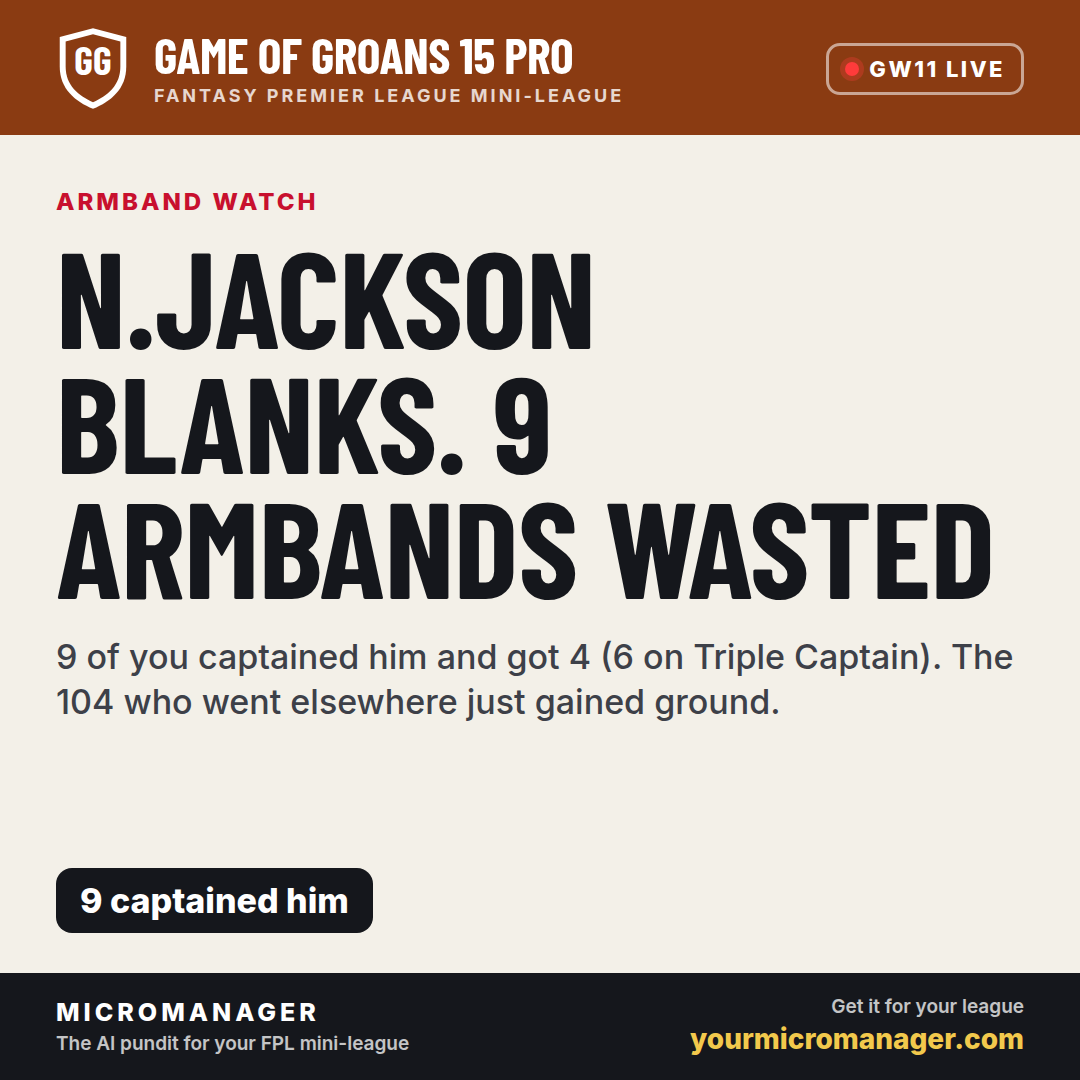 GG
GAME OF GROANS 15 PRO
FANTASY PREMIER LEAGUE MINI-LEAGUE
GW11 LIVE
ARMBAND WATCH
N.JACKSON
BLANKS. 9
ARMBANDS WASTED
9 of you captained him and got 4 (6 on Triple Captain). The
104 who went elsewhere just gained ground.
9 captained him
MICROMANAGER
The AI pundit for your FPL mini-league
Get it for your league
yourmicromanager.com